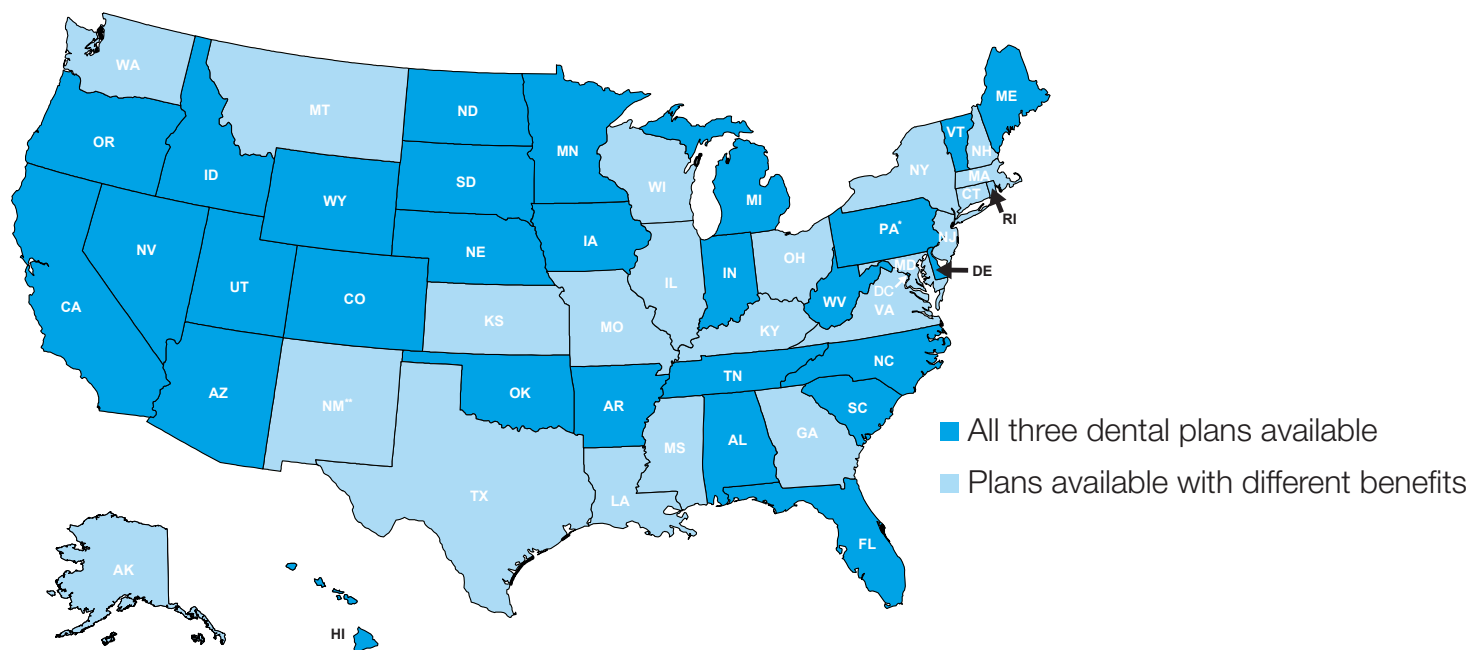 WA
MT
ND
ME
OR
MN
VT
NH
ID
SD
WI
NY
MA
WY
MI
CT
RI
IA
PA*
NV
NE
NJ
OH
DE
UT
IL
IN
MD
CA
CO
WV
DC
VA
KS
MO
KY
NC
TN
AZ
OK
NM**
AR
SC
MS
AL
GA
All three dental plans available
TX
LA
Plans available with different benefits
FL
AK
HI